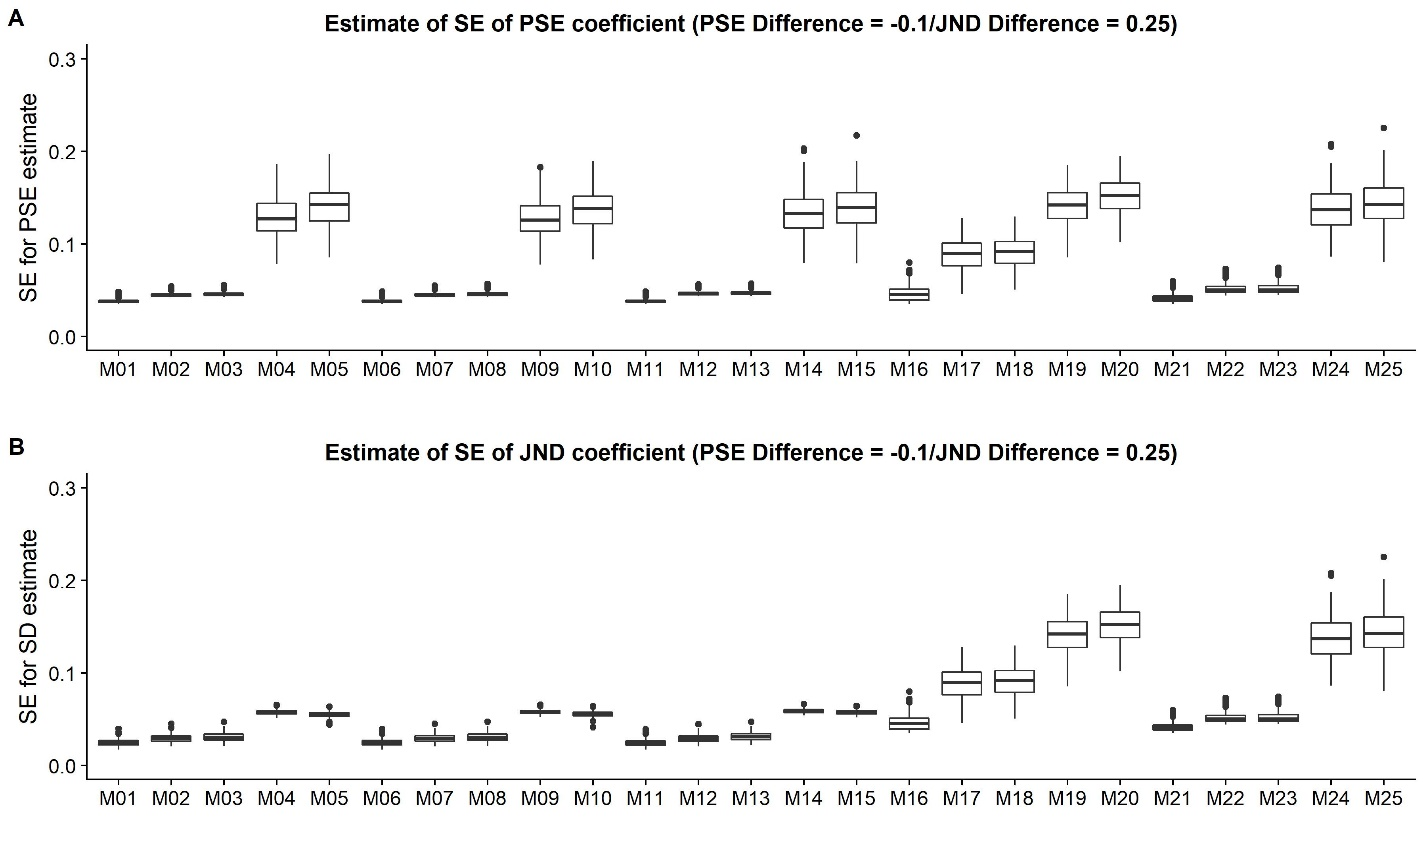 A
Estimate of SE of PSE coefficient (PSE Difference = -0.1/JND Difference = 0.25)
SE for PSE estimate
0.3
0.2
0.1
0.0
M01 M02 M03 M04 M05 M06 M07 M08 M09 M10 M11 M12 M13 M14 M15 M16 M17 M18 M19 M20 M21 M22 M23 M24 M25
B
Estimate of SE of JND coefficient (PSE Difference = -0.1/JND Difference = 0.25)
SE for SD estimate
0.3
0.2
0.1
0.0
M01 M02 M03 M04 M05 M06 M07 M08 M09 M10 M11 M12 M13 M14 M15 M16 M17 M18 M19 M20 M21 M22 M23 M24 M25